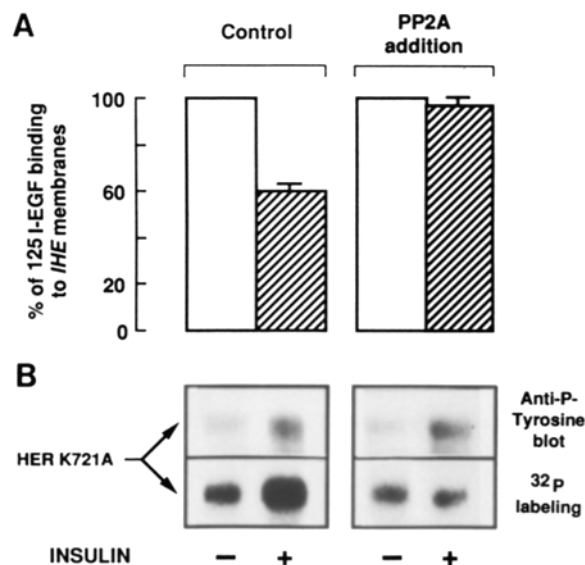 A
Control
PP2A
addition
% of 125 I-EGF binding
to IHE membranes
100
60
20
0
B
HER K721A
Anti-P-
Tyrosine
blot
32P
labeling
INSULIN
− + − +